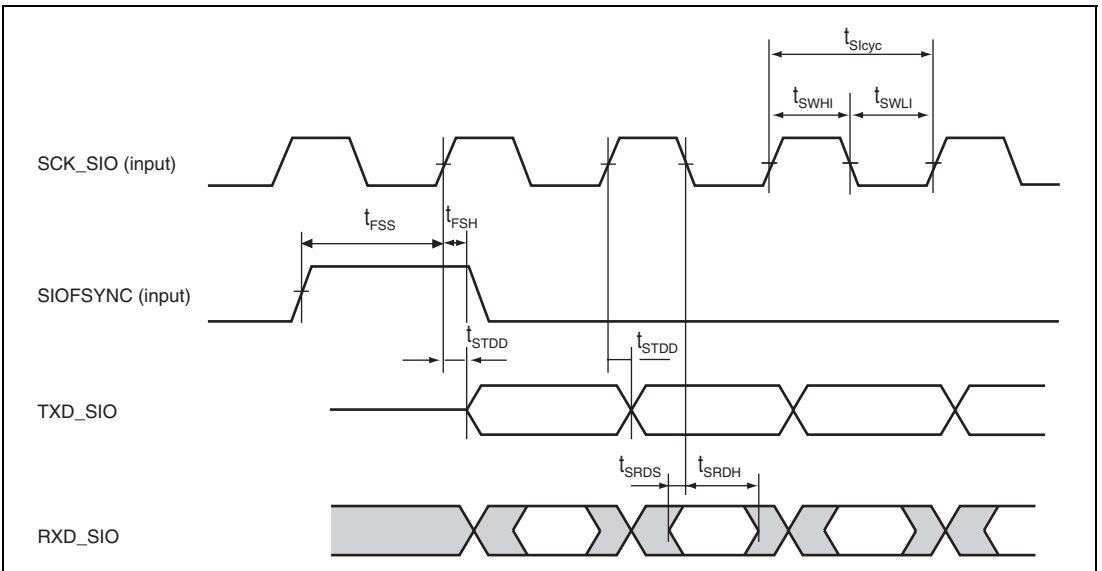 tSIcyc
tSWHI tSWLI
SCK_SIO (input)
tFSS tFSH
SIOFSYNC (input)
tSTDD tSTDD
TXD_SIO
tSRDS tSRDH
RXD_SIO